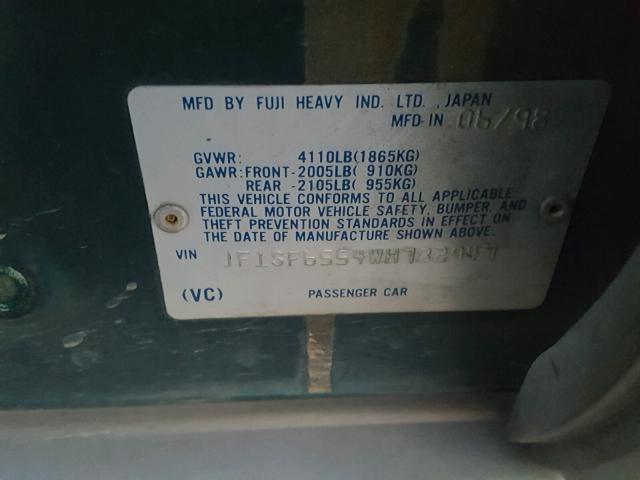 MFD BY FUJI HEAVY IND. LTD., JAPAN
MFD IN 06/98
GVWR: 4110LB(1865KG)
GAWR:FRONT-2005LB( 910KG)
REAR -2105LB( 955KG)
THIS VEHICLE CONFORMS TO ALL APPLICABLE
FEDERAL MOTOR VEHICLE SAFETY, BUMPER, AND
THEFT PREVENTION STANDARDS IN EFFECT ON
THE DATE OF MANUFACTURE SHOWN ABOVE.
VIN
(VC) PASSENGER CAR